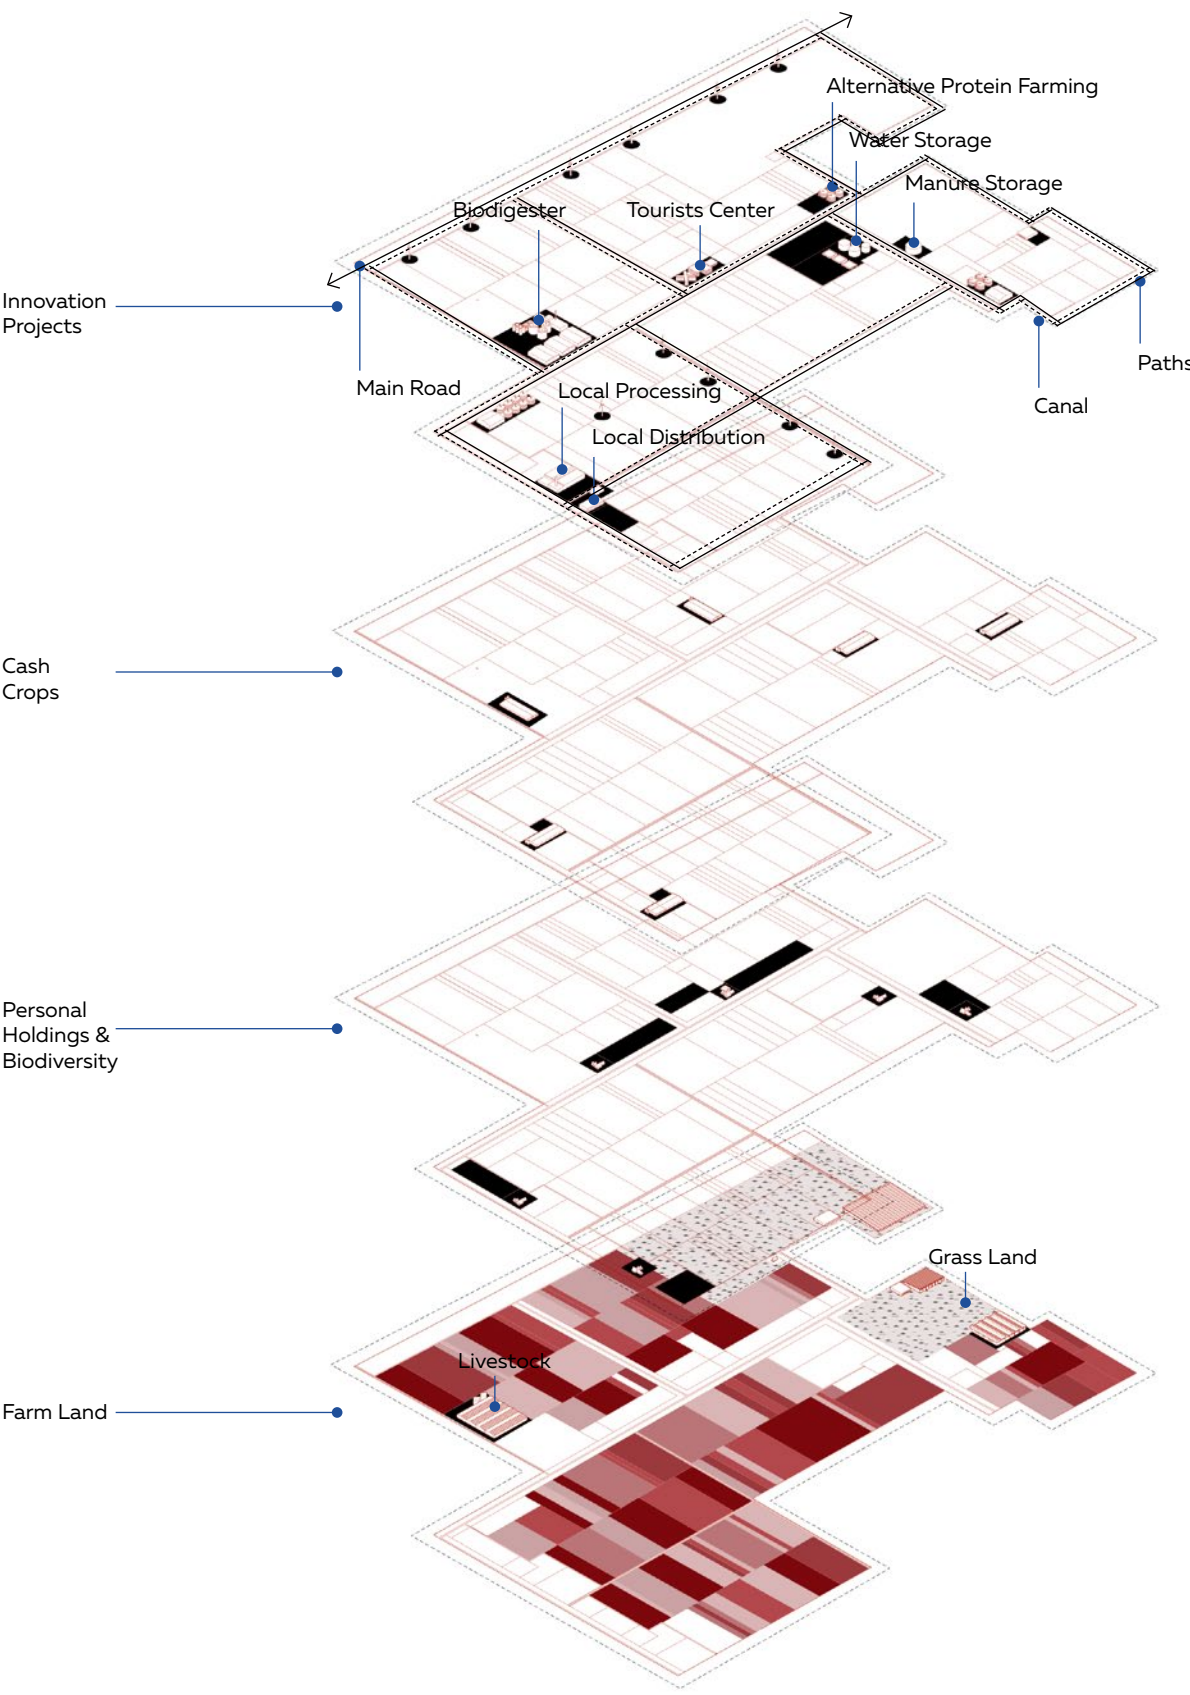 Alternative Protein Farming
Water Storage
Manure Storage
Biodigester
Tourists Center
Innovation
Projects
Main Road
Paths
Local Processing
Canal
Local Distribution
Cash
Crops
Personal
Holdings &
Biodiversity
Grass Land
Livestock
Farm Land